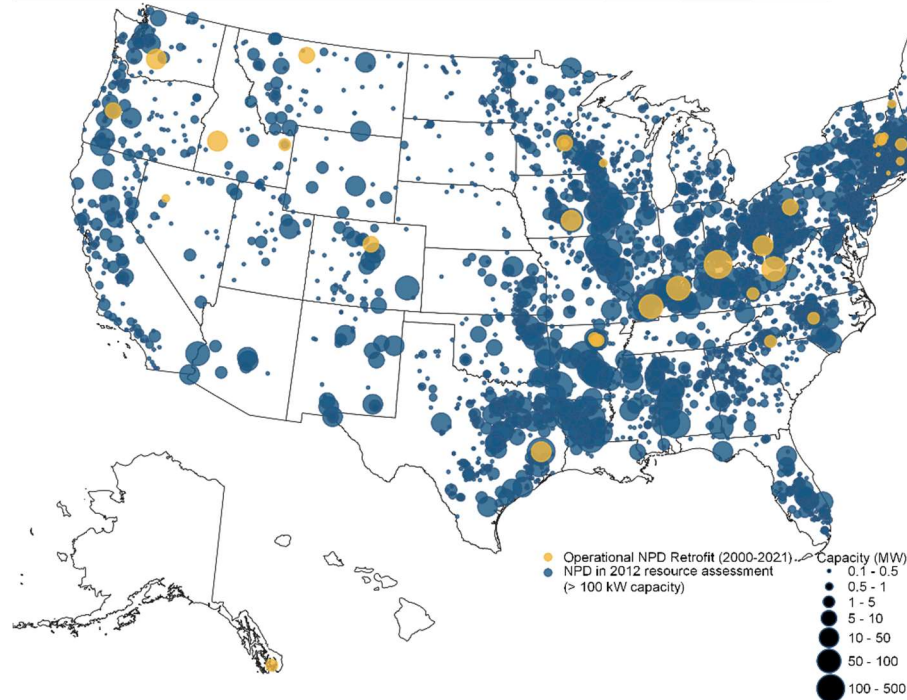 Operational NPD Retrofit (2000-2021)
NPD in 2012 resource assessment
(> 100 kW capacity)
Capacity (MW)
0.1 - 0.5
0.5 - 1
1 - 5
5 - 10
10 - 50
50 - 100
100 - 500